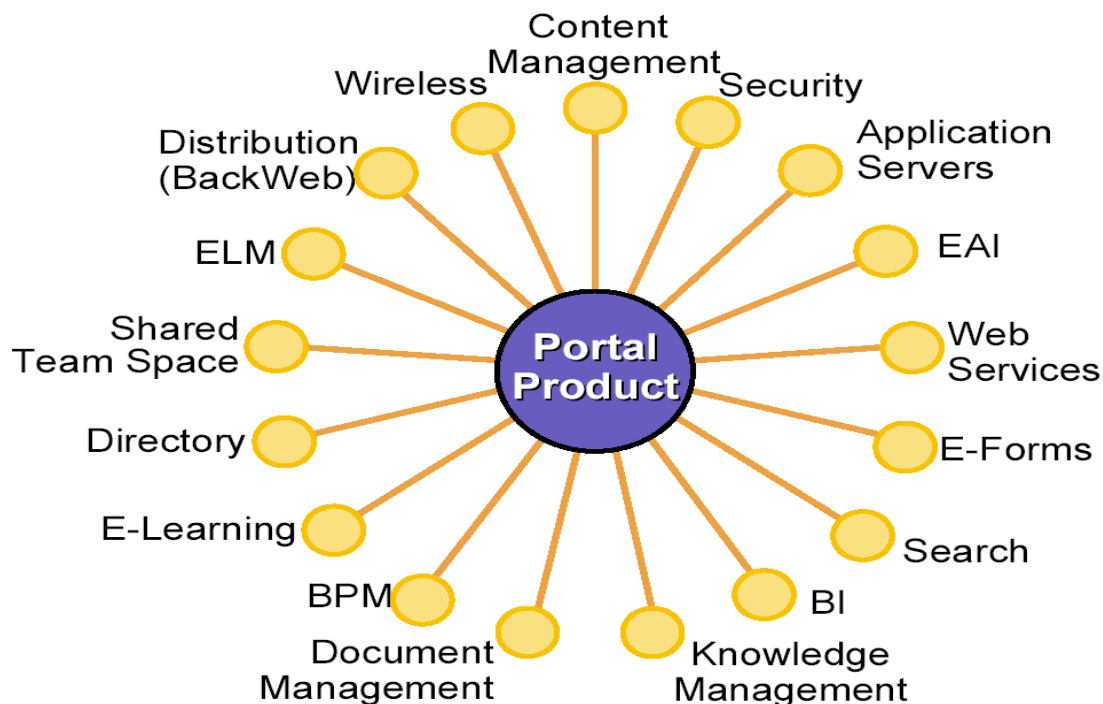 Content
Management
Wireless
Security
Distribution
(BackWeb)
Application
Servers
ELM
EAI
Shared
Team Space
Portal
Product
Web
Services
Directory
E-Forms
E-Learning
Search
BPM
BI
Document
Management
Knowledge
Management